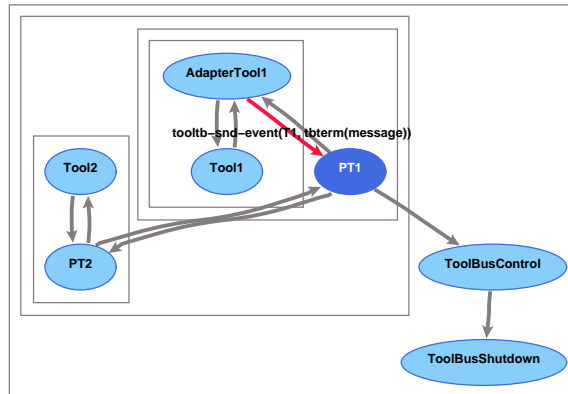 AdapterTool1
tooltb-snd-event(T1, tbterm(message))
Tool2
Tool1
PT1
PT2
ToolBusControl
ToolBusShutdown